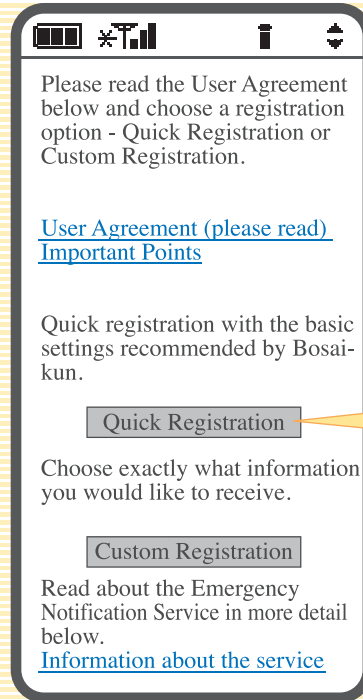 Please read the User Agreement
below and choose a registration
option - Quick Registration or
Custom Registration.
User Agreement (please read)
Important Points
Quick registration with the basic
settings recommended by Bosai-
kun.
Quick Registration
Choose exactly what information
you would like to receive.
Custom Registration
Read about the Emergency
Notification Service in more detail
below.
Information about the service